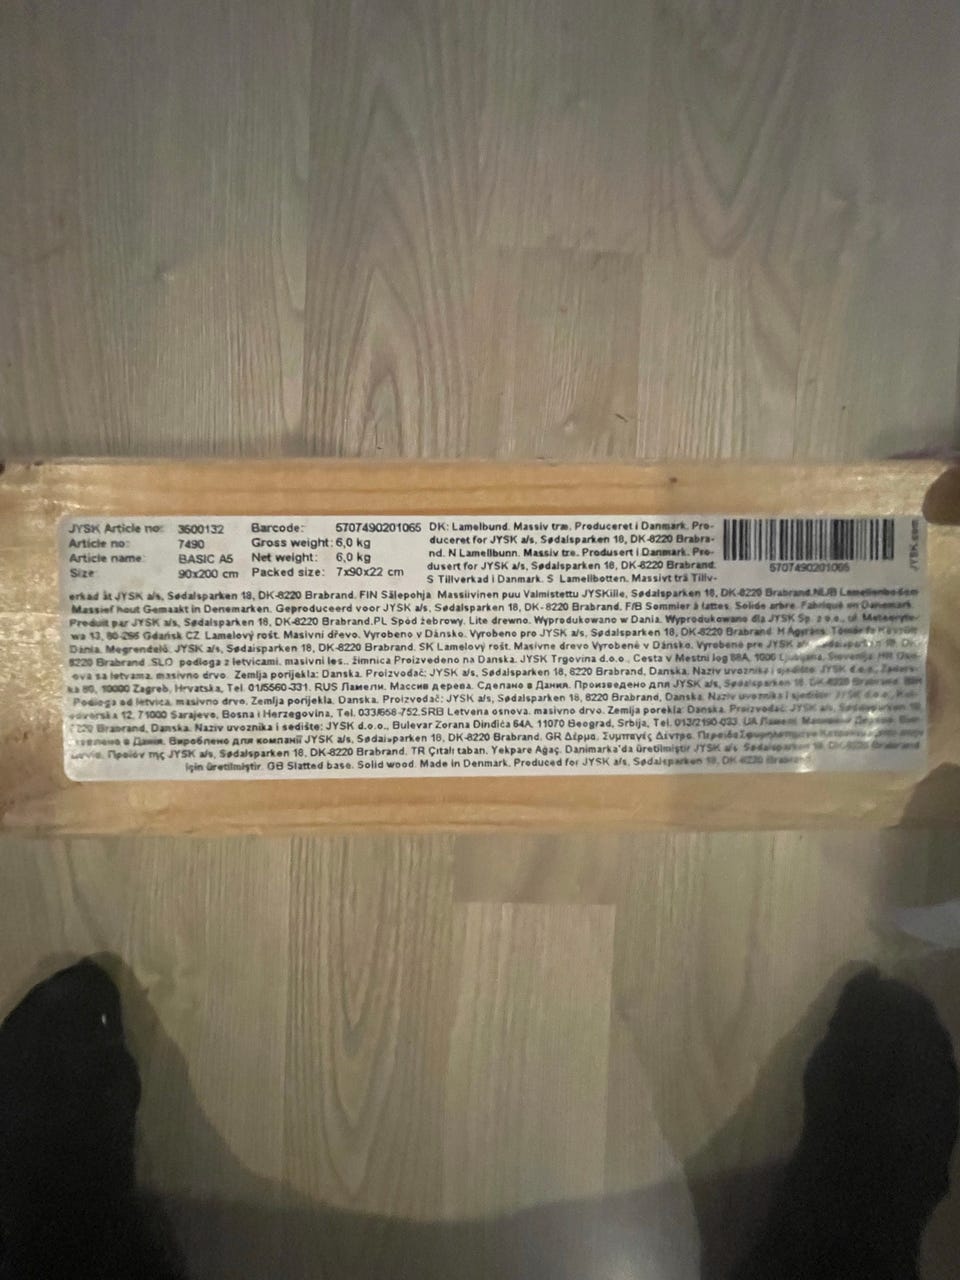 JYSK Article no: 3600132 Barcode: 5707490201065
Article no: 7490 Gross weight: 6,0 kg
Article name: BASIC A5 Net weight: 6,0 kg
Size 90x200 cm Packed size: 7x90x22 cm
DK: Lamelbund. Massiv træ. Produceret i Danmark. Pro-
duceret for JYSK a/s, Sødalsparken 18, DK-8220 Brabra-
nd. N Lamellbunn. Massiv tre. Produsert i Danmark. Pro-
dusert for JYSK a/s, Sødalsparken 18, DK-8220 Brabrand.
S Tillverkad i Danmark. S Lamellbotten. Massivt trä Tillv-
5707490201065
JYSK.com
erkad åt JYSK a/s, Sødalsparken 18, DK-8220 Brabrand. FIN Sälepohja Massiivinen puu Valmistettu JYSKille, Sødalsparken 18, DK-8220 Brabrand.NL/B Lamellenbodem
Massief hout Gemaakt in Denemarken. Geproduceerd voor JYSK a/s, Sødalsparken 18, DK-8220 Brabrand. F/B Sommier à lattes. Solide arbre. Fabriqué en Danemark.
Produit par JYSK a/s, Sødalsparken 18, DK-8220 Brabrand.PL Spód żebrowy. Lite drewno. Wyprodukowano w Dania. Wyprodukowano dla JYSK Sp. z o.o., ul Meteoryto-
wa 13, 80-299 Gdańsk CZ Lamelový rošt. Masivní dřevo. Vyrobeno v Dánsko. Vyrobeno pro JYSK a/s, Sødalsparken 18, DK-8220 Brabrand. H Ágyrács.
Dánia. Megrendelő: JYSK a/s, Sødalsparken 18, DK-8220 Brabrand. SK Lamelový rošt. Masívne drevo Vyrobené v Dánsko. Vyrobené pre JYSK a/s, Sødalsparken 18 DK-
8220 Brabrand .SLO podloga z letvicami. masivni les.. žimnica Proizvedeno na Danska. JYSK Trgovina d.o.o., Cesta v Mestni log 88A, 1000 Ljubljana, Slovenija HR Osn-
ova sa letvama. masivno drvo. Zemlja porijekla: Danska. Proizvođač: JYSK a/s, Sødalsparken 18, 8220 Brabrand, Danska. Naziv uvoznika i sjedište: JYSK d.o.o.,
ka 80, 10000 Zagreb, Hrvatska, Tel. 01/5560-331. RUS Ламели. Массив дерева. Сделано в Дания. Произведено для JYSK a/s, Sødalsparken 18, DK-8220 Brabrand. BIH
Podloga od letvica. masivno drvo. Zemlja porijekla. Danska. Proizvođač: JYSK a/s, Sødalsparken 18, 8220 Brabrand, Danska. Naziv uvoznika i sjedište JYSK d.o.o.,
12, 71000 Sarajevo, Bosna i Herzegovina, Tel. 033/658-752.SRB Letvena osnova. masivno drvo. Zemlja porekla: Danska. Proizvođač JYSK a/s, Sødalsparken 18,
8220 Brabrand, Danska. Naziv uvoznika i sedište: JYSK d.o.o., Bulevar Zorana Đinđića 64A, 11070 Beograd, Srbija, Tel. 013/2190-033. UA
в Данія. Вироблено для компанії JYSK a/s, Sødalsparken 18, DK-8220 Brabrand. GR Δέρμα, Συμπαγές Δέντρο.
Προϊόν της JYSK a/s, Sødalsparken 18, DK-8220 Brabrand. TR Çıtalı taban. Yekpare Ağaç. Danimarka'da üretilmiştir JYSK a/s Sødalsparken 18, DK-8220 Brabrand
için üretilmiştir. GB Slatted base. Solid wood. Made in Denmark. Produced for JYSK a/s, Sødalsparken 18, DK-8220 Brabrand